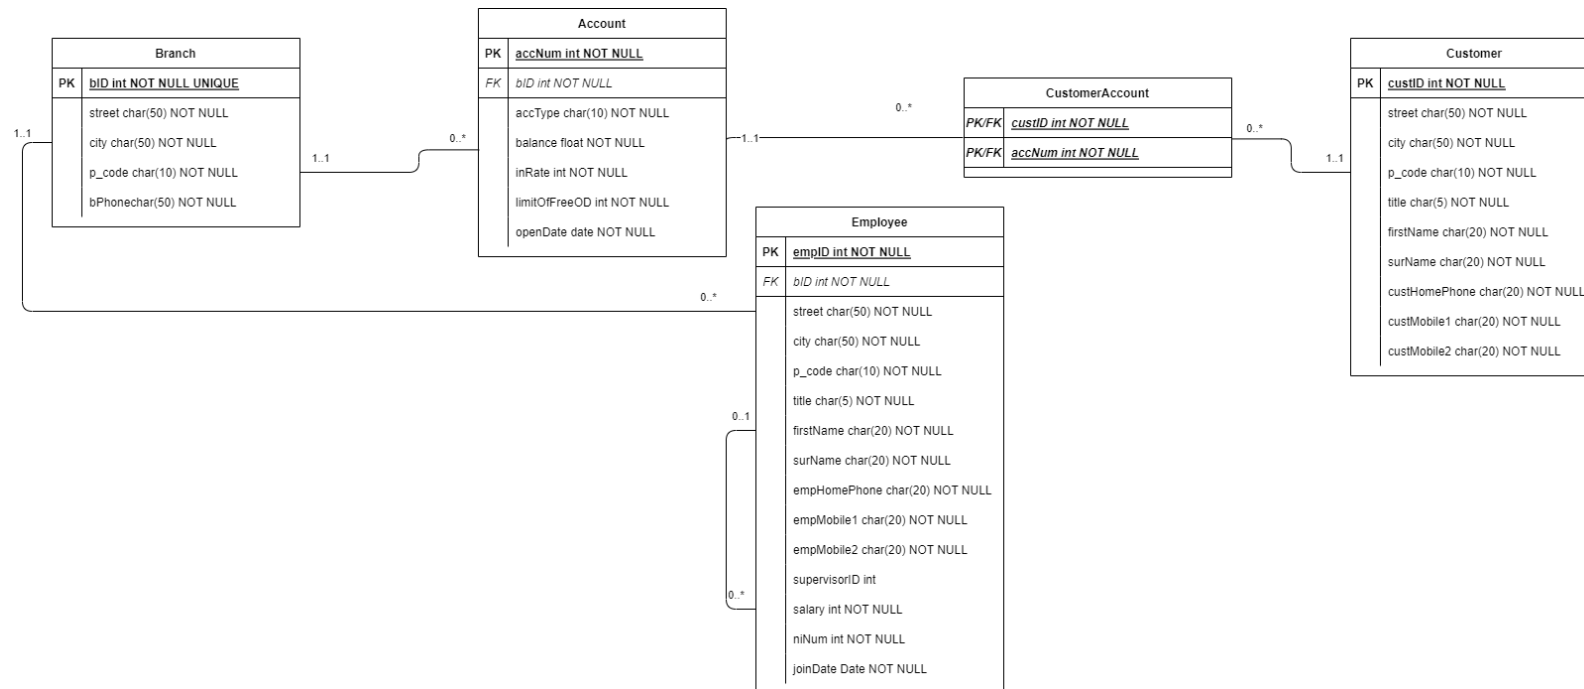 Branch
PK bID int NOT NULL UNIQUE
street char(50) NOT NULL
city char(50) NOT NULL
p_code char(10) NOT NULL
bPhonechar(50) NOT NULL
1..1
1..1
0..*
Account
PK accNum int NOT NULL
FK bID int NOT NULL
accType char(10) NOT NULL
balance float NOT NULL
inRate int NOT NULL
limitOfFreeOD int NOT NULL
openDate date NOT NULL
1..1
0..*
CustomerAccount
PK/FK custID int NOT NULL
PK/FK accNum int NOT NULL
0..*
1..1
Customer
PK custID int NOT NULL
street char(50) NOT NULL
city char(50) NOT NULL
p_code char(10) NOT NULL
title char(5) NOT NULL
firstName char(20) NOT NULL
surName char(20) NOT NULL
custHomePhone char(20) NOT NULL
custMobile1 char(20) NOT NULL
custMobile2 char(20) NOT NULL
0..*
Employee
PK empID int NOT NULL
FK bID int NOT NULL
street char(50) NOT NULL
city char(50) NOT NULL
p_code char(10) NOT NULL
title char(5) NOT NULL
0..1
firstName char(20) NOT NULL
surName char(20) NOT NULL
empHomePhone char(20) NOT NULL
empMobile1 char(20) NOT NULL
empMobile2 char(20) NOT NULL
supervisorID int
0..*
salary int NOT NULL
niNum int NOT NULL
joinDate Date NOT NULL